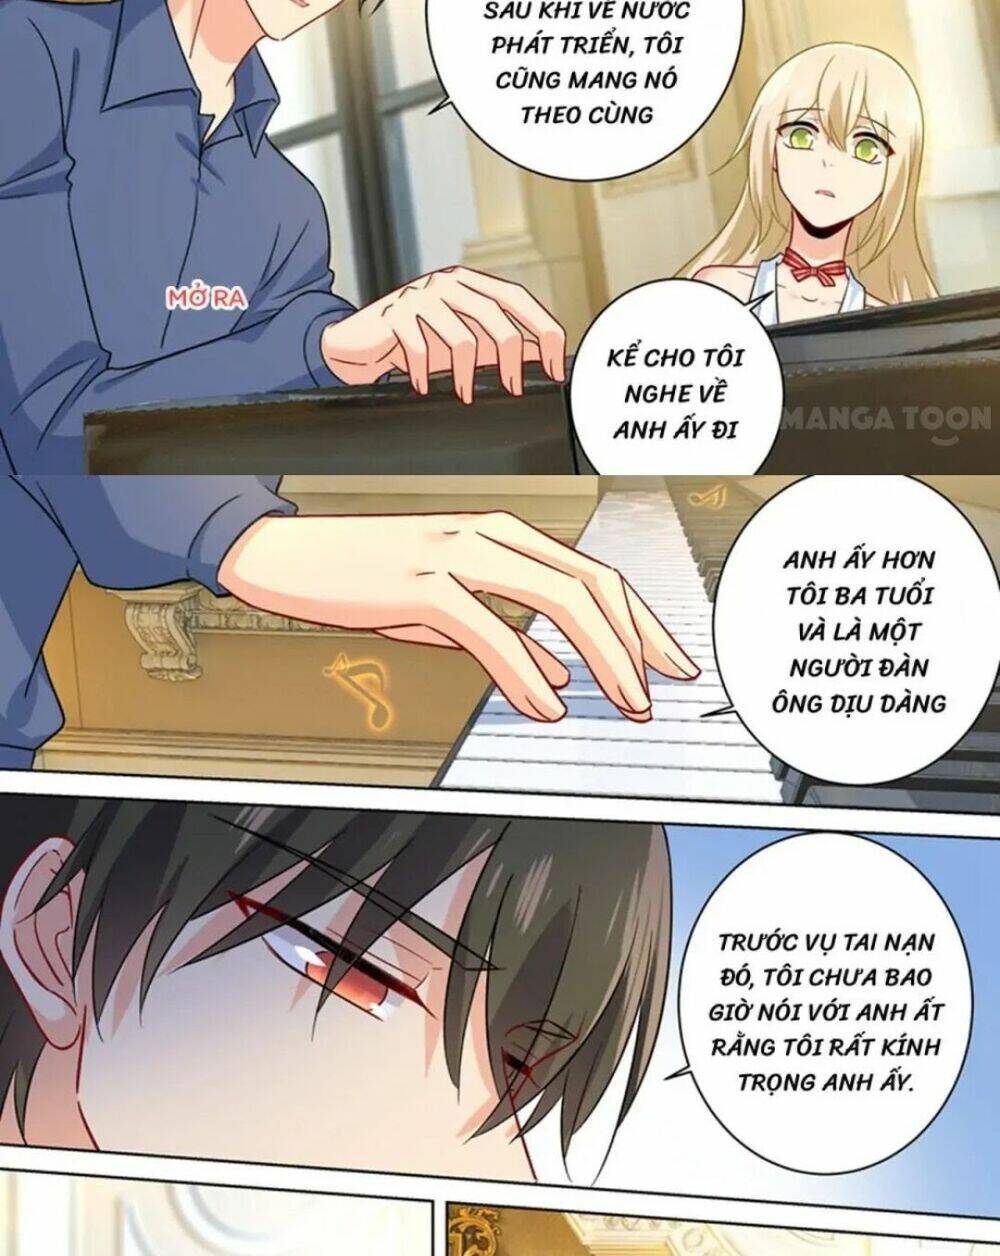 SAU KHI VỀ NƯỚC
PHÁT TRIỂN, TÔI
CŨNG MANG NÓ
THEO CÙNG
MỞ RA
KỂ CHO TÔI
NGHE VỀ
ANH ẤY ĐI
MANGA TOON
ANH ẤY HƠN
TÔI BA TUỔI
VÀ LÀ MỘT
NGƯỜI ĐÀN
ÔNG DỊU DÀNG
TRƯỚC VỤ TAI NẠN
ĐÓ, TÔI CHƯA BAO
GIỜ NÓI VỚI ANH ẤT
RẰNG TÔI RẤT KÍNH
TRỌNG ANH ẤY.